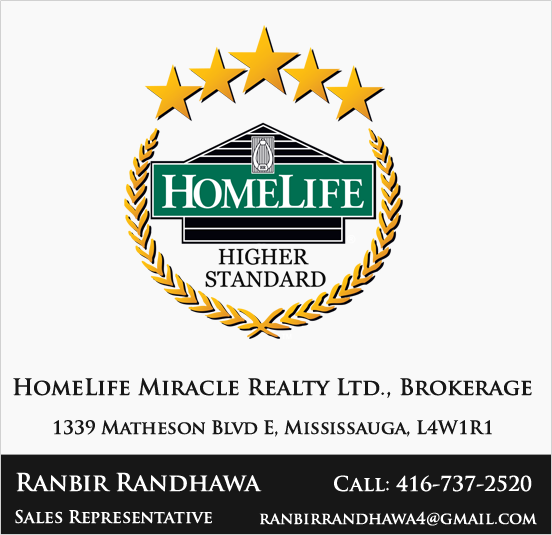 HOMELIFE
HIGHER
STANDARD
HOMELIFE MIRACLE REALTY LTD., BROKERAGE
1339 MATHESON BLVD E, MISSISSAUGA, L4W1R1
RANBIR RANDHAWA CALL: 416-737-2520
SALES REPRESENTATIVE RANBIRRANDHAWA4@GMAIL.COM